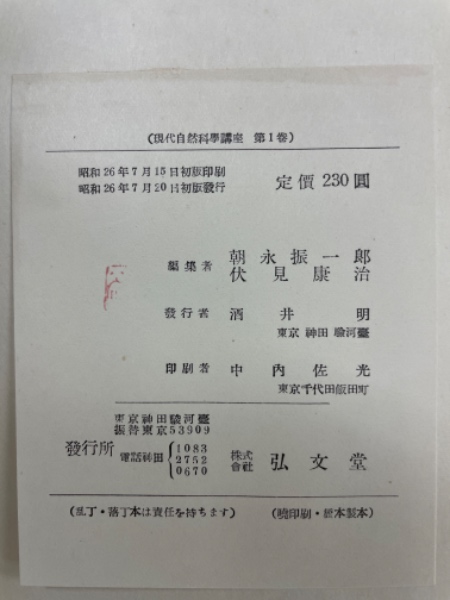 (現代自然科學講座 第1卷)
昭和26年7月15日初版印刷
昭和26年7月20日初版發行
定價 230圓
編集者 朝永振一郎
伏見康治
發行者 酒井明
東京 神田 駿河臺
印刷者 中內佐光
東京千代田飯田町
東京神田駿河臺
振替東京53909
發行所 電話神田 1083
2752
0670
株式會社 弘文堂
(乱丁・落丁本は責任を持ちます)
印刷・
本製本)